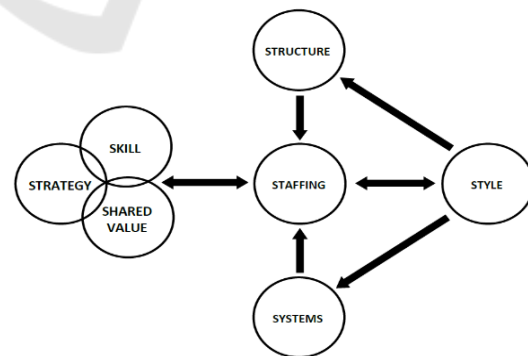 STRUCTURE
SKILL
STRATEGY
STAFFING
STYLE
SHARED
VALUE
SYSTEMS